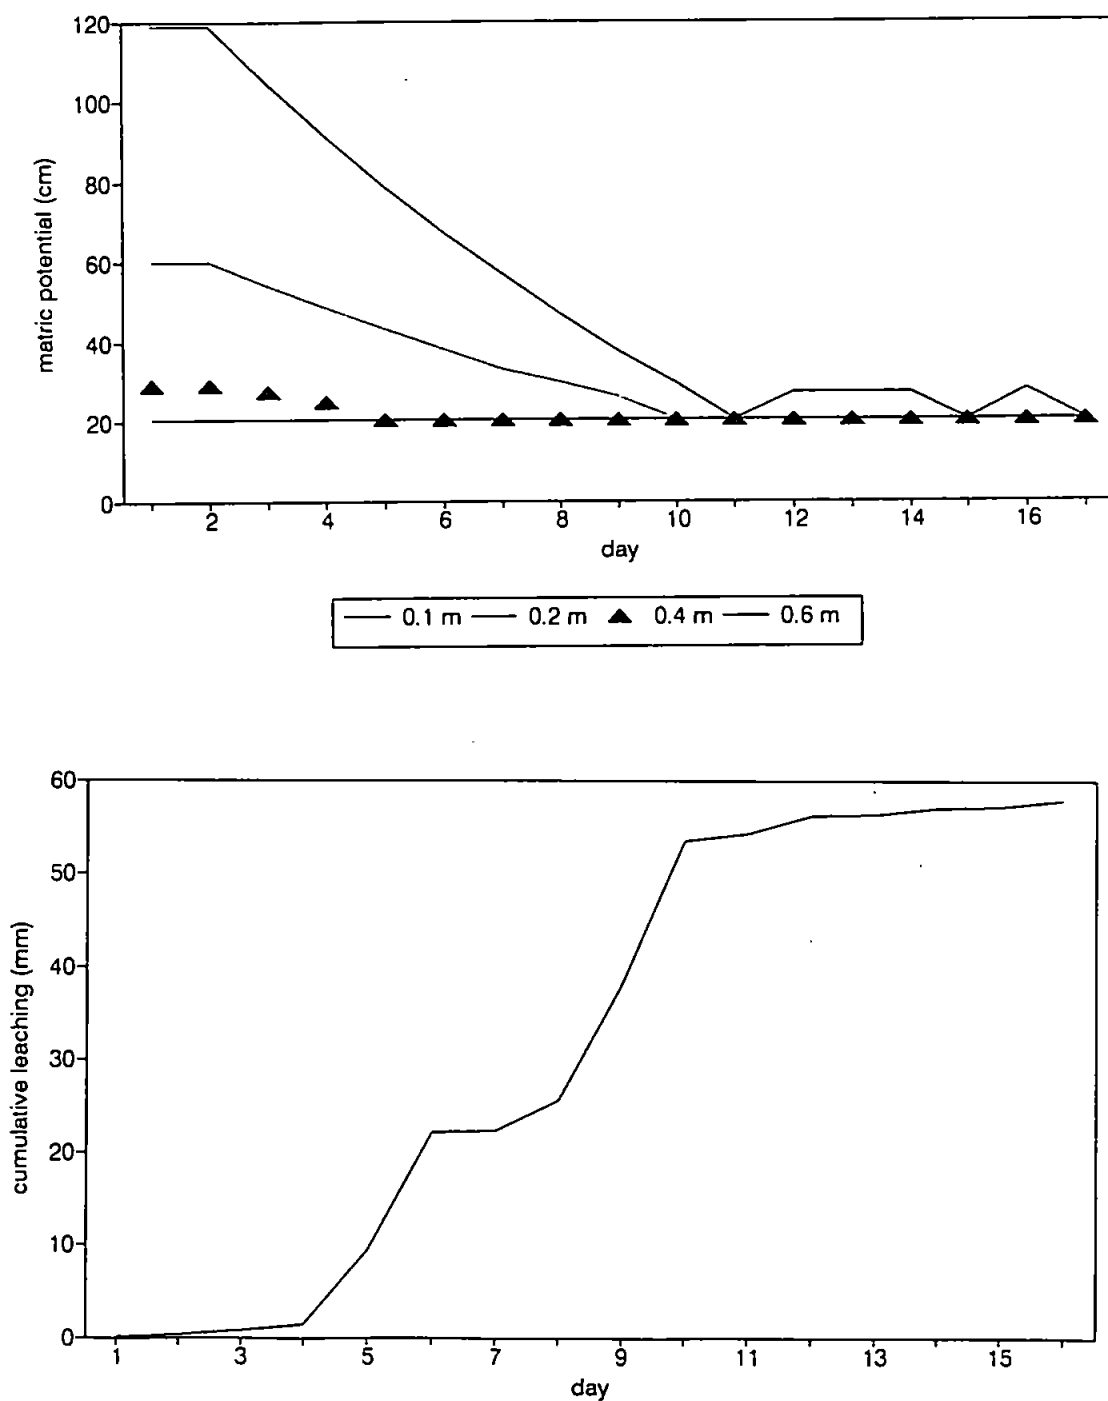 120
100
80
60
40
20
0
matric potential (cm)
2 4 6 8 10 12 14 16
day
0.1 m 0.2 m 0.4 m 0.6 m
60
50
40
30
20
10
0
cumulative leaching (mm)
1 3 5 7 9 11 13 15
day